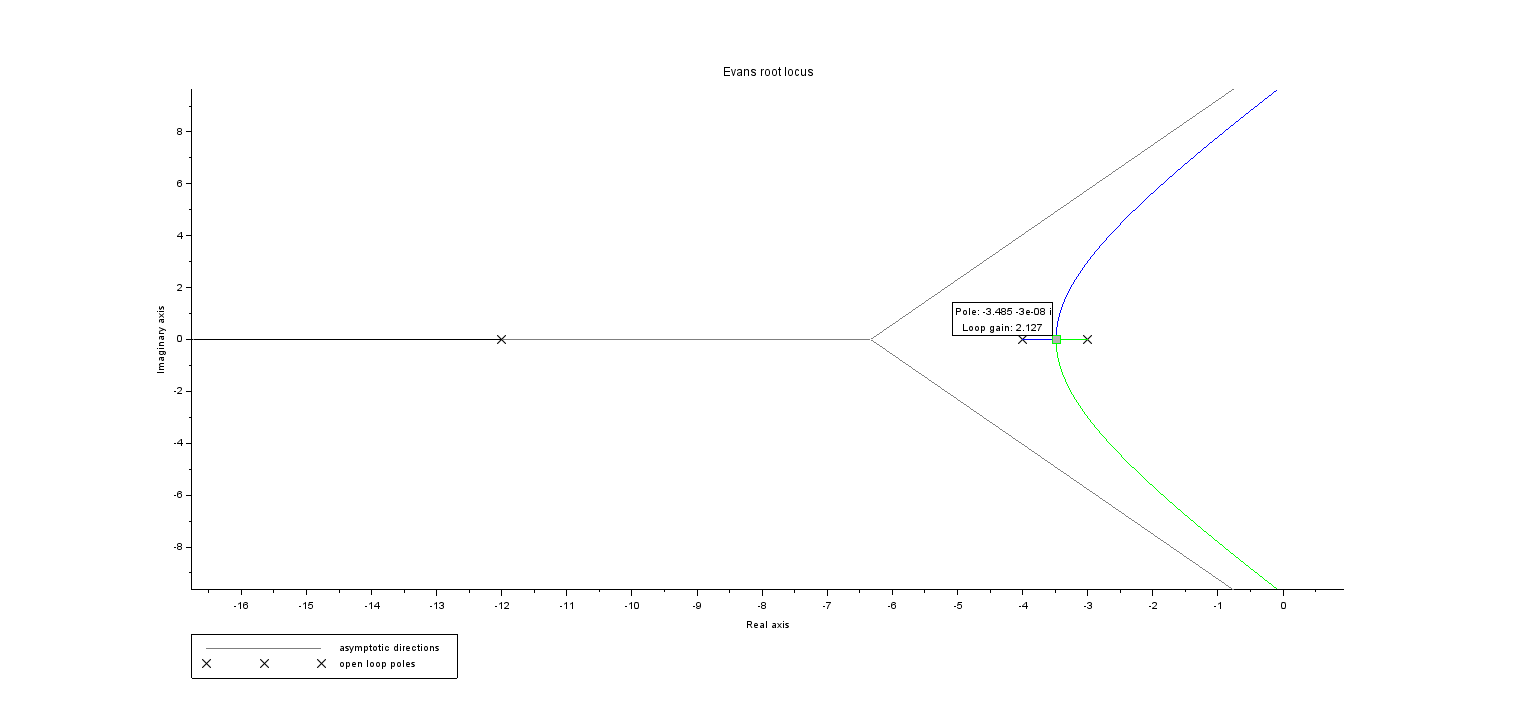 Evans root locus
8
6
4
2
0
-2
-4
-6
-8
Imaginary axis
Pole: -3.485 -3e-08 i
Loop gain: 2.127
-16 -15 -14 -13 -12 -11 -10 -9 -8 -7 -6 -5 -4 -3 -2 -1 0
Real axis
asymptotic directions
open loop poles